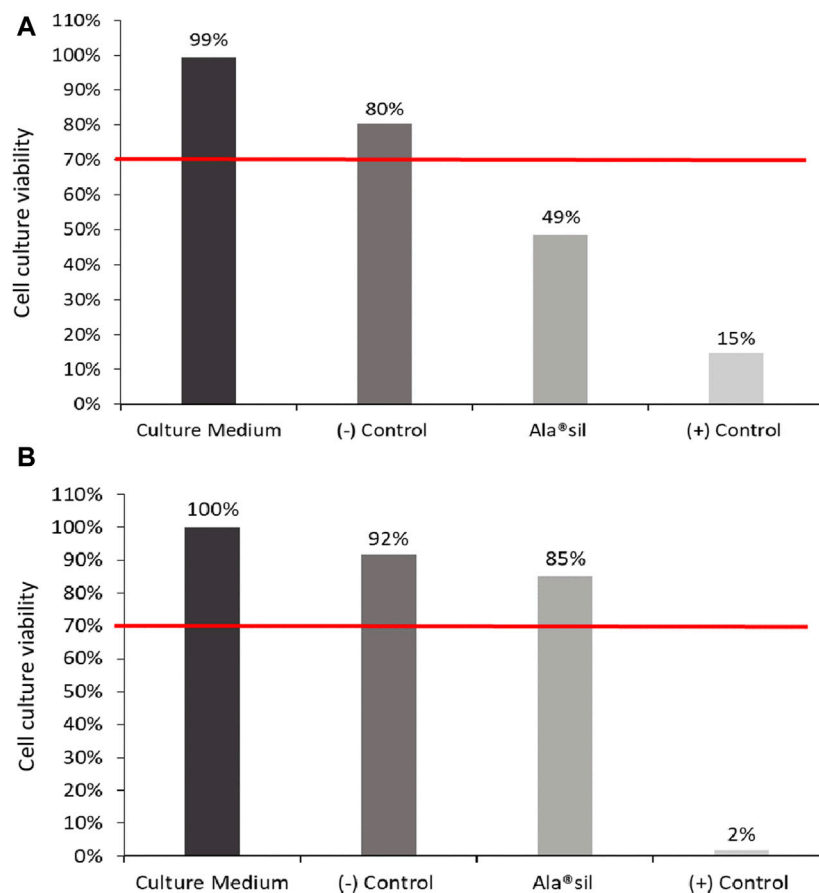 A
Cell culture viability
110%
100%
90%
80%
70%
60%
50%
40%
30%
20%
10%
0%
99%
80%
49%
15%
Culture Medium
(-) Control
Ala®sil
(+) Control
B
Cell culture viability
110%
100%
90%
80%
70%
60%
50%
40%
30%
20%
10%
0%
100%
92%
85%
2%
Culture Medium
(-) Control
Ala®sil
(+) Control